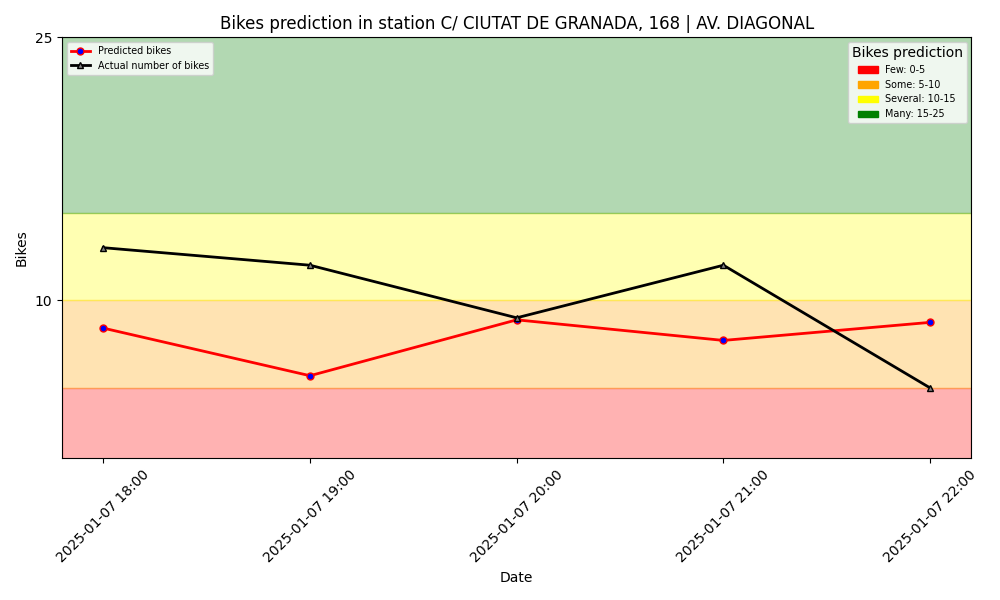 Bikes prediction in station C/ CIUTAT DE GRANADA, 168 | AV. DIAGONAL
25
Predicted bikes
Actual number of bikes
Bikes prediction
Few: 0-5
Some: 5-10
Several: 10-15
Many: 15-25
Bikes
10
2025-01-07 18:00
2025-01-07 19:00
2025-01-07 20:00
2025-01-07 21:00
2025-01-07 22:00
Date